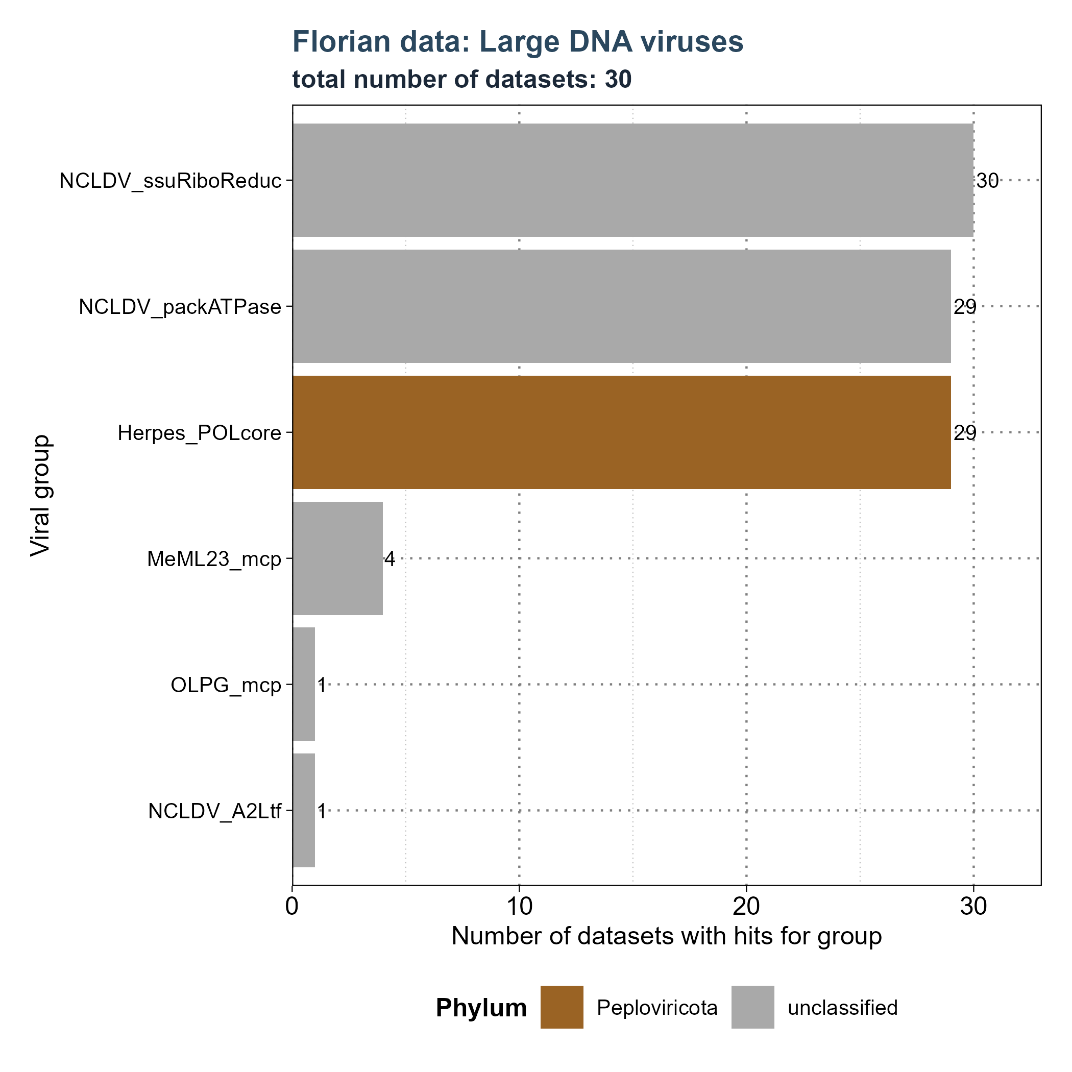 Florian data: Large DNA viruses
total number of datasets: 30
NCLDV_ssuRiboReduc
30
NCLDV_packATPase
29
Herpes_POLcore
29
MeML23_mcp
4
OLPG_mcp
1
NCLDV_A2Ltf
1
Viral group
0 10 20 30
Number of datasets with hits for group
Phylum Peploviricota unclassified